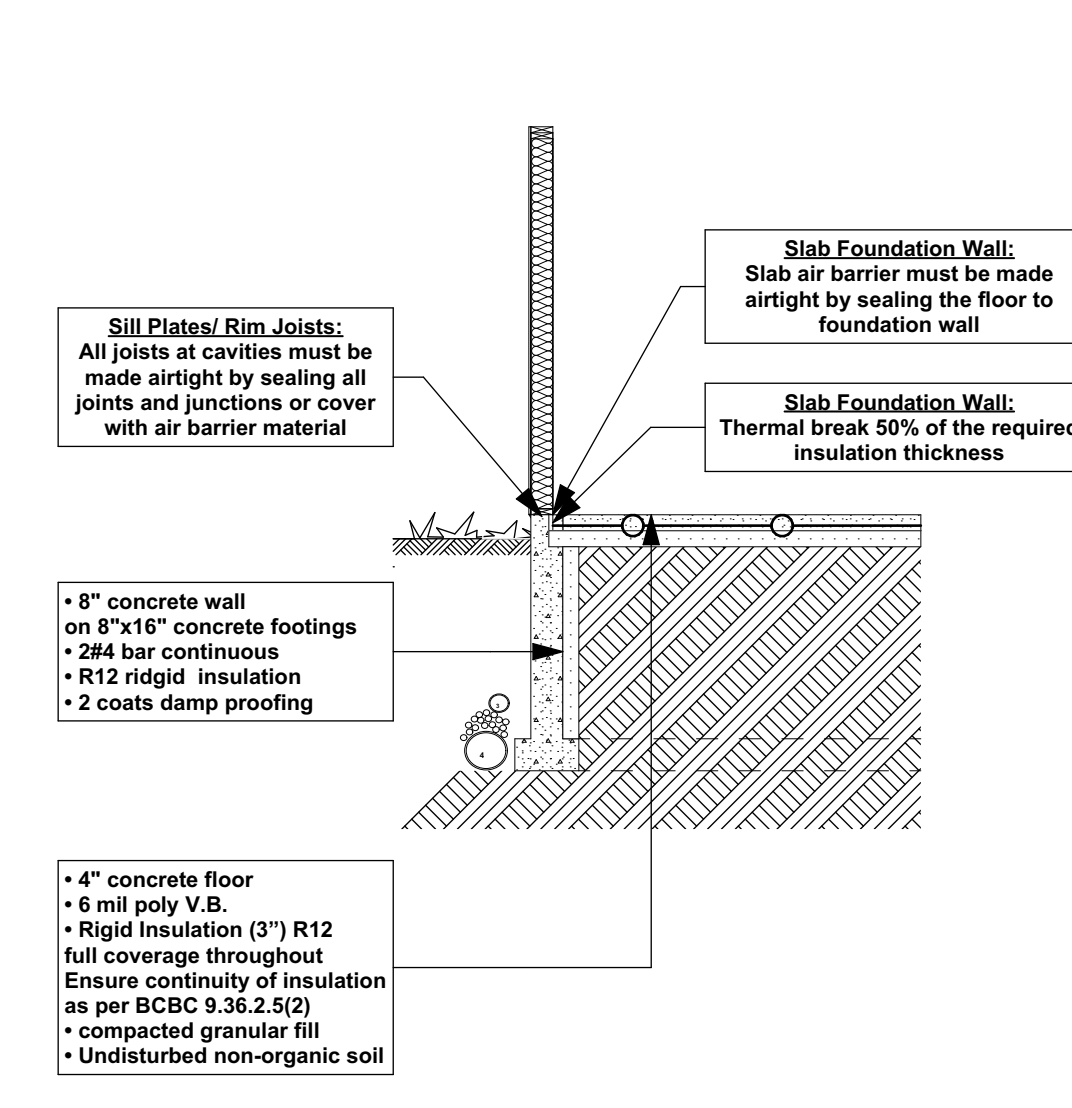 Slab Foundation Wall:
Slab air barrier must be made
airtight by sealing the floor to
foundation wall
Sill Plates/ Rim Joists:
All joists at cavities must be
made airtight by sealing all
joints and junctions or cover
with air barrier material
Slab Foundation Wall:
Thermal break 50% of the required
insulation thickness
• 8" concrete wall
on 8"x16" concrete footings
• 2#4 bar continuous
• R12 ridgid insulation
• 2 coats damp proofing
3
4
• 4" concrete floor
• 6 mil poly V.B.
• Rigid Insulation (3”) R12
full coverage throughout
Ensure continuity of insulation
as per BCBC 9.36.2.5(2)
• compacted granular fill
• Undisturbed non-organic soil